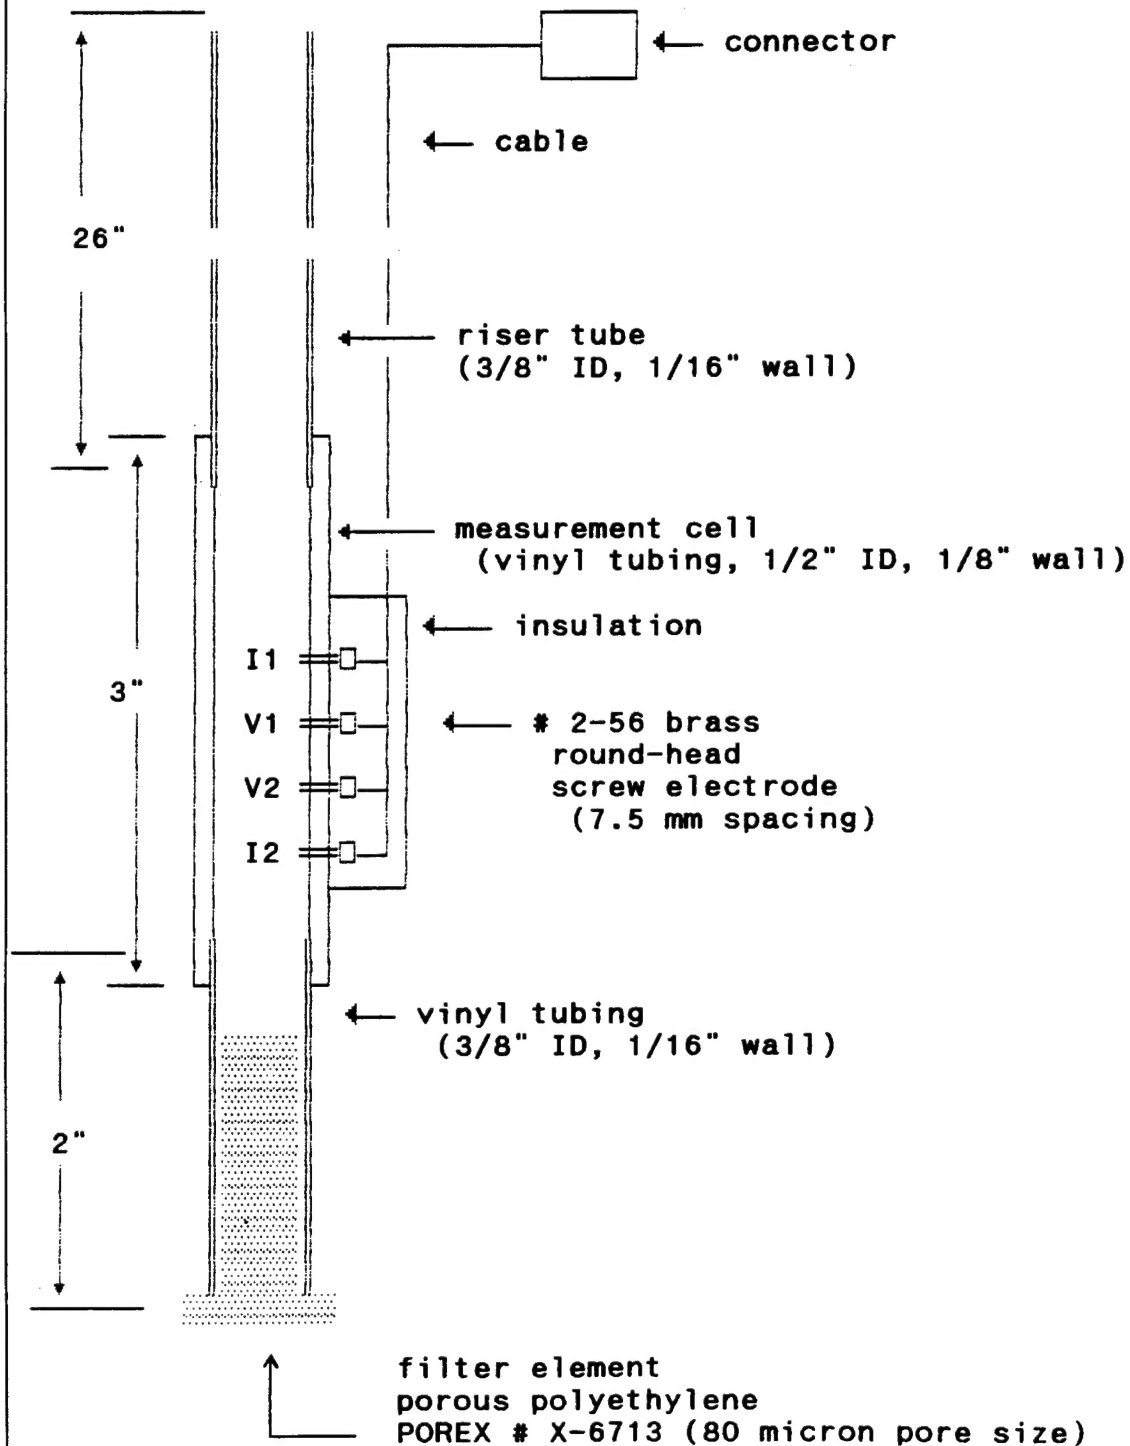 connector
cable
26"
riser tube
(3/8" ID, 1/16" wall)
measurement cell
(vinyl tubing, 1/2" ID, 1/8" wall)
insulation
I1
3"
V1
# 2-56 brass
round-head
V2
screw electrode
(7.5 mm spacing)
I2
vinyl tubing
(3/8" ID, 1/16" wall)
2"
filter element
porous polyethylene
POREX # X-6713 (80 micron pore size)